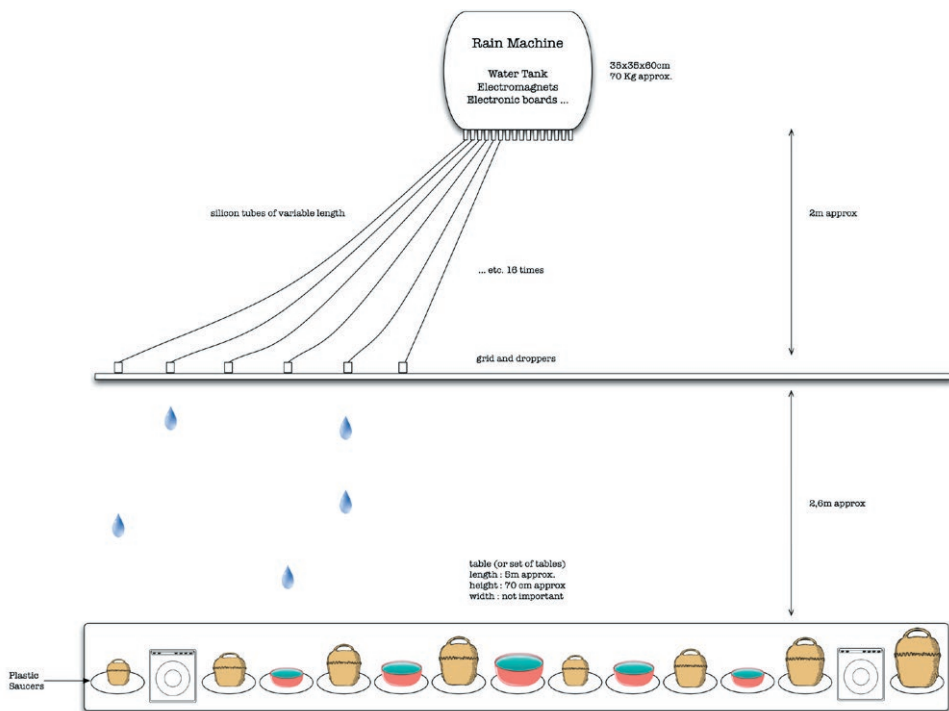 Rain Machine
Water Tank
Electromagnets
Electronic boards ...
35x35x60cm
70 Kg approx.
silicon tubes of variable length
2m approx
... etc. 16 times
grid and droppers
2,6m approx
table (or set of tables)
length : 5m approx.
height : 70 cm approx
width : not important
Plastic
Saucers